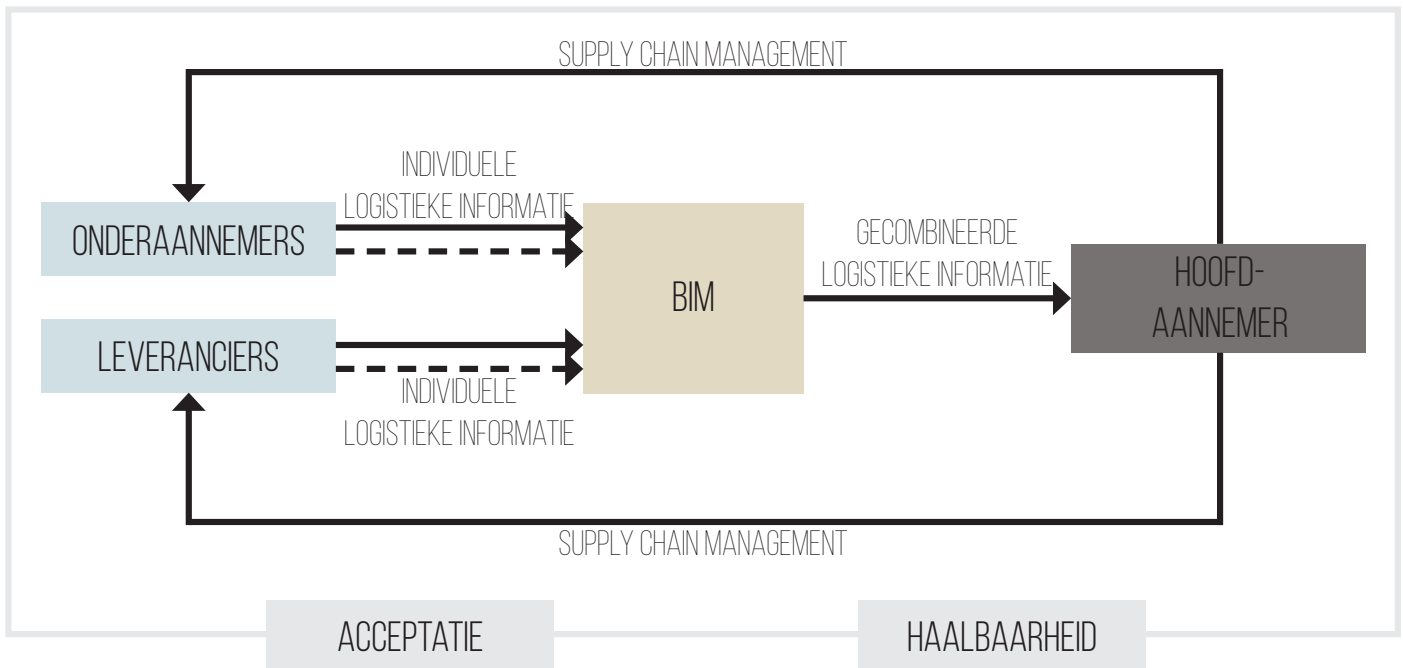 SUPPLY CHAIN MANAGEMENT
INDIVIDUELE
LOGISTIEKE INFORMATIE
ONDERAANNEMERS
BIM
GECOMBINEERDE
LOGISTIEKE INFORMATIE
HOOFD-
AANNEMER
LEVERANCIERS
INDIVIDUELE
LOGISTIEKE INFORMATIE
SUPPLY CHAIN MANAGEMENT
ACCEPTATIE
HAALBAARHEID